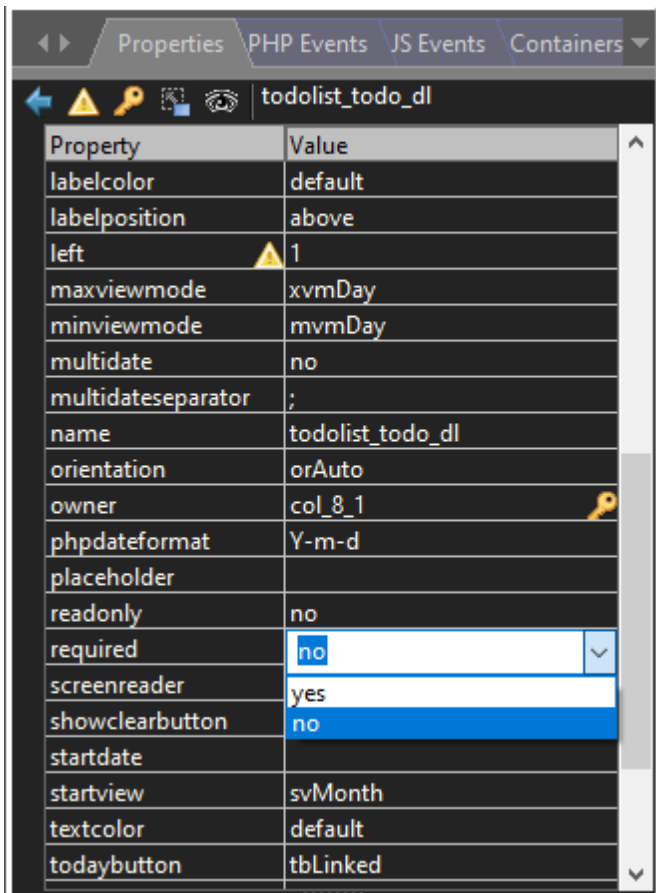 Properties PHP Events JS Events Containers
todolist_todo_dl
Property Value
labelcolor default
labelposition above
left 1
maxviewmode xvmDay
minviewmode mvmDay
multidate no
multidateseparator ;
name todolist_todo_dl
orientation orAuto
owner col_8_1
phpdateformat Y-m-d
placeholder
readonly no
required no
screenreader yes
showclearbutton no
startdate
startview svMonth
textcolor default
todaybutton tbLinked